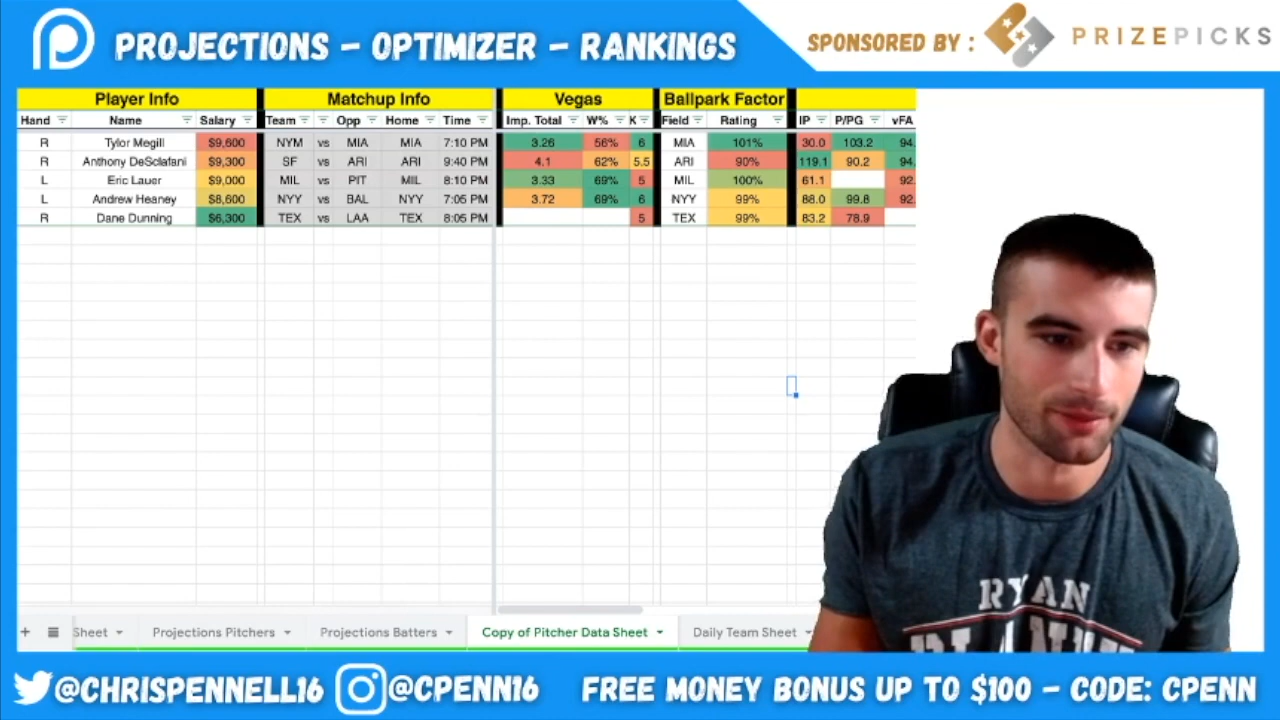 PROJECTIONS - OPTIMIZER - RANKINGS
SPONSORED BY : PRIZEPICKS
Player Info Matchup Info Vegas Ballpark Factor
Hand Name Salary Team Opp Home Time Imp. Total W% K Field Rating IP P/PG vFA
R Tylor Megill $9,600 NYM vs MIA MIA 7:10 PM 3.26 56% 6 MIA 101% 30.0 103.2 94.
R Anthony DeSclafani $9,300 SF vs ARI ARI 9:40 PM 4.1 62% 5.5 ARI 90% 119.1 90.2 94.
L Eric Lauer $9,000 MIL vs PIT MIL 8:10 PM 3.33 69% 5 MIL 100% 61.1 92.
L Andrew Heaney $8,600 NYY vs BAL NYY 7:05 PM 3.72 69% 6 NYY 99% 88.0 99.8 92.
R Dane Dunning $6,300 TEX vs LAA TEX 8:05 PM 5 TEX 99% 83.2 78.9
RYAN
+ Sheet Projections Pitchers Projections Batters Copy of Pitcher Data Sheet Daily Team Sheet
@CHRISPENNELL16 @CPENN16 FREE MONEY BONUS UP TO $100 - CODE: CPENN